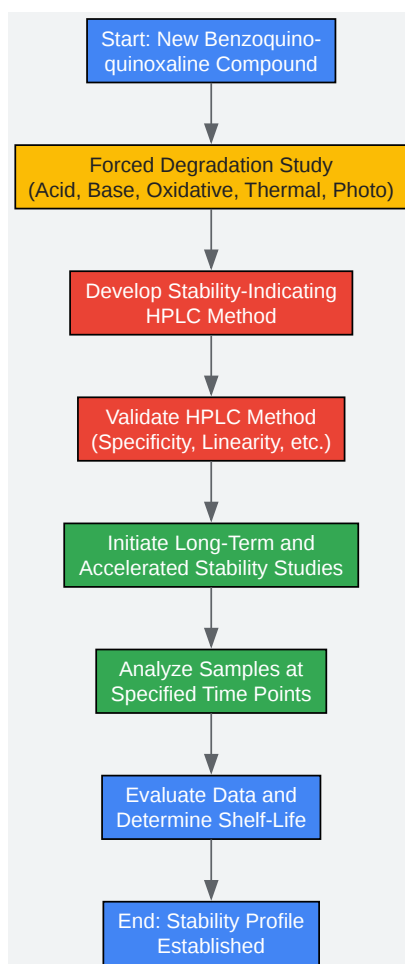 Start: New Benzoquino-
quinoxaline Compound
Forced Degradation Study
(Acid, Base, Oxidative, Thermal, Photo)
Develop Stability-Indicating
HPLC Method
Validate HPLC Method
(Specificity, Linearity, etc.)
Initiate Long-Term and
Accelerated Stability Studies
Analyze Samples at
Specified Time Points
Evaluate Data and
Determine Shelf-Life
End: Stability Profile
Established